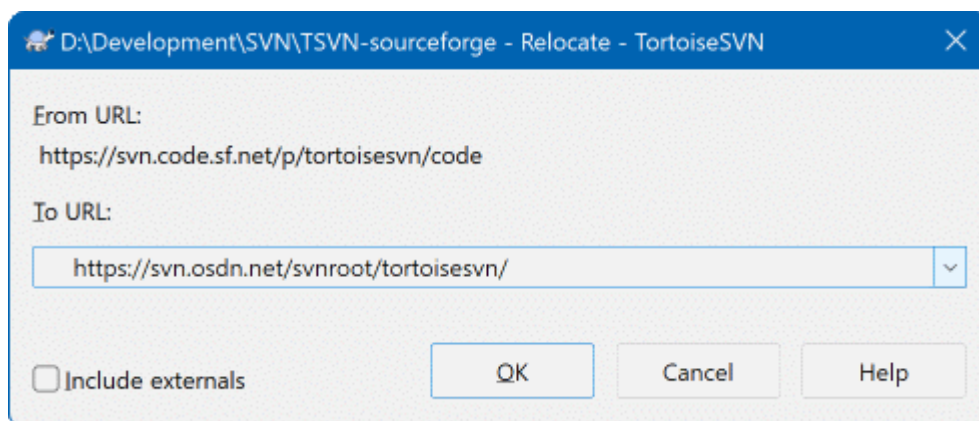 D:\Development\SVN\TSVN-sourceforge - Relocate - TortoiseSVN
From URL:
https://svn.code.sf.net/p/tortoisesvn/code
To URL:
https://svn.osdn.net/svnroot/tortoisesvn/
Include externals OK Cancel Help